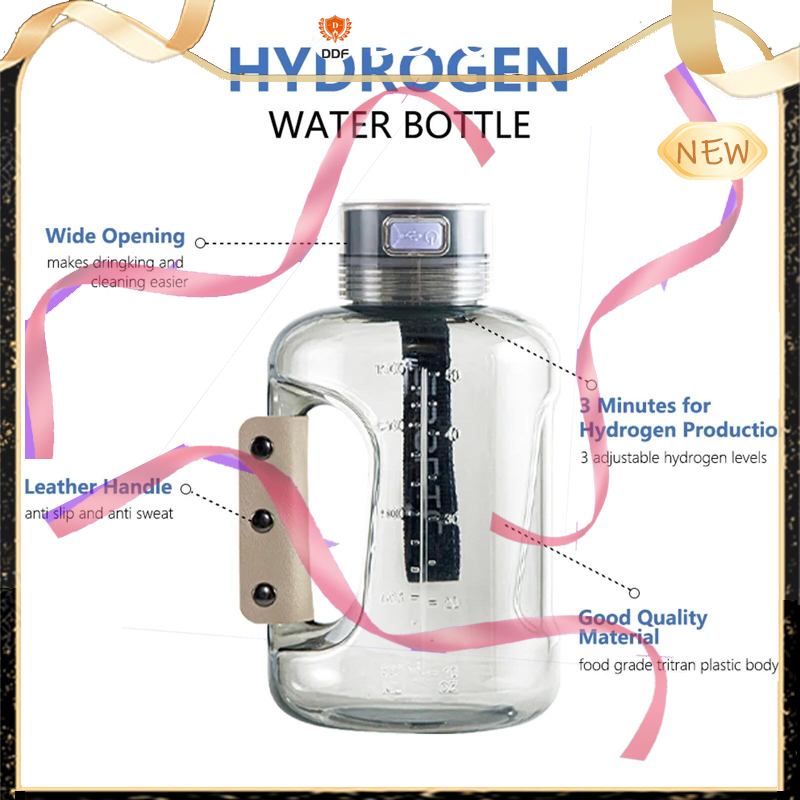 DDF
HYDROGEN
WATER BOTTLE
NEW
Wide Opening
makes dringking and
cleaning easier
3 Minutes for
Hydrogen Productio
3 adjustable hydrogen levels
Leather Handle
anti slip and anti sweat
Good Quality
Material
food grade tritran plastic body